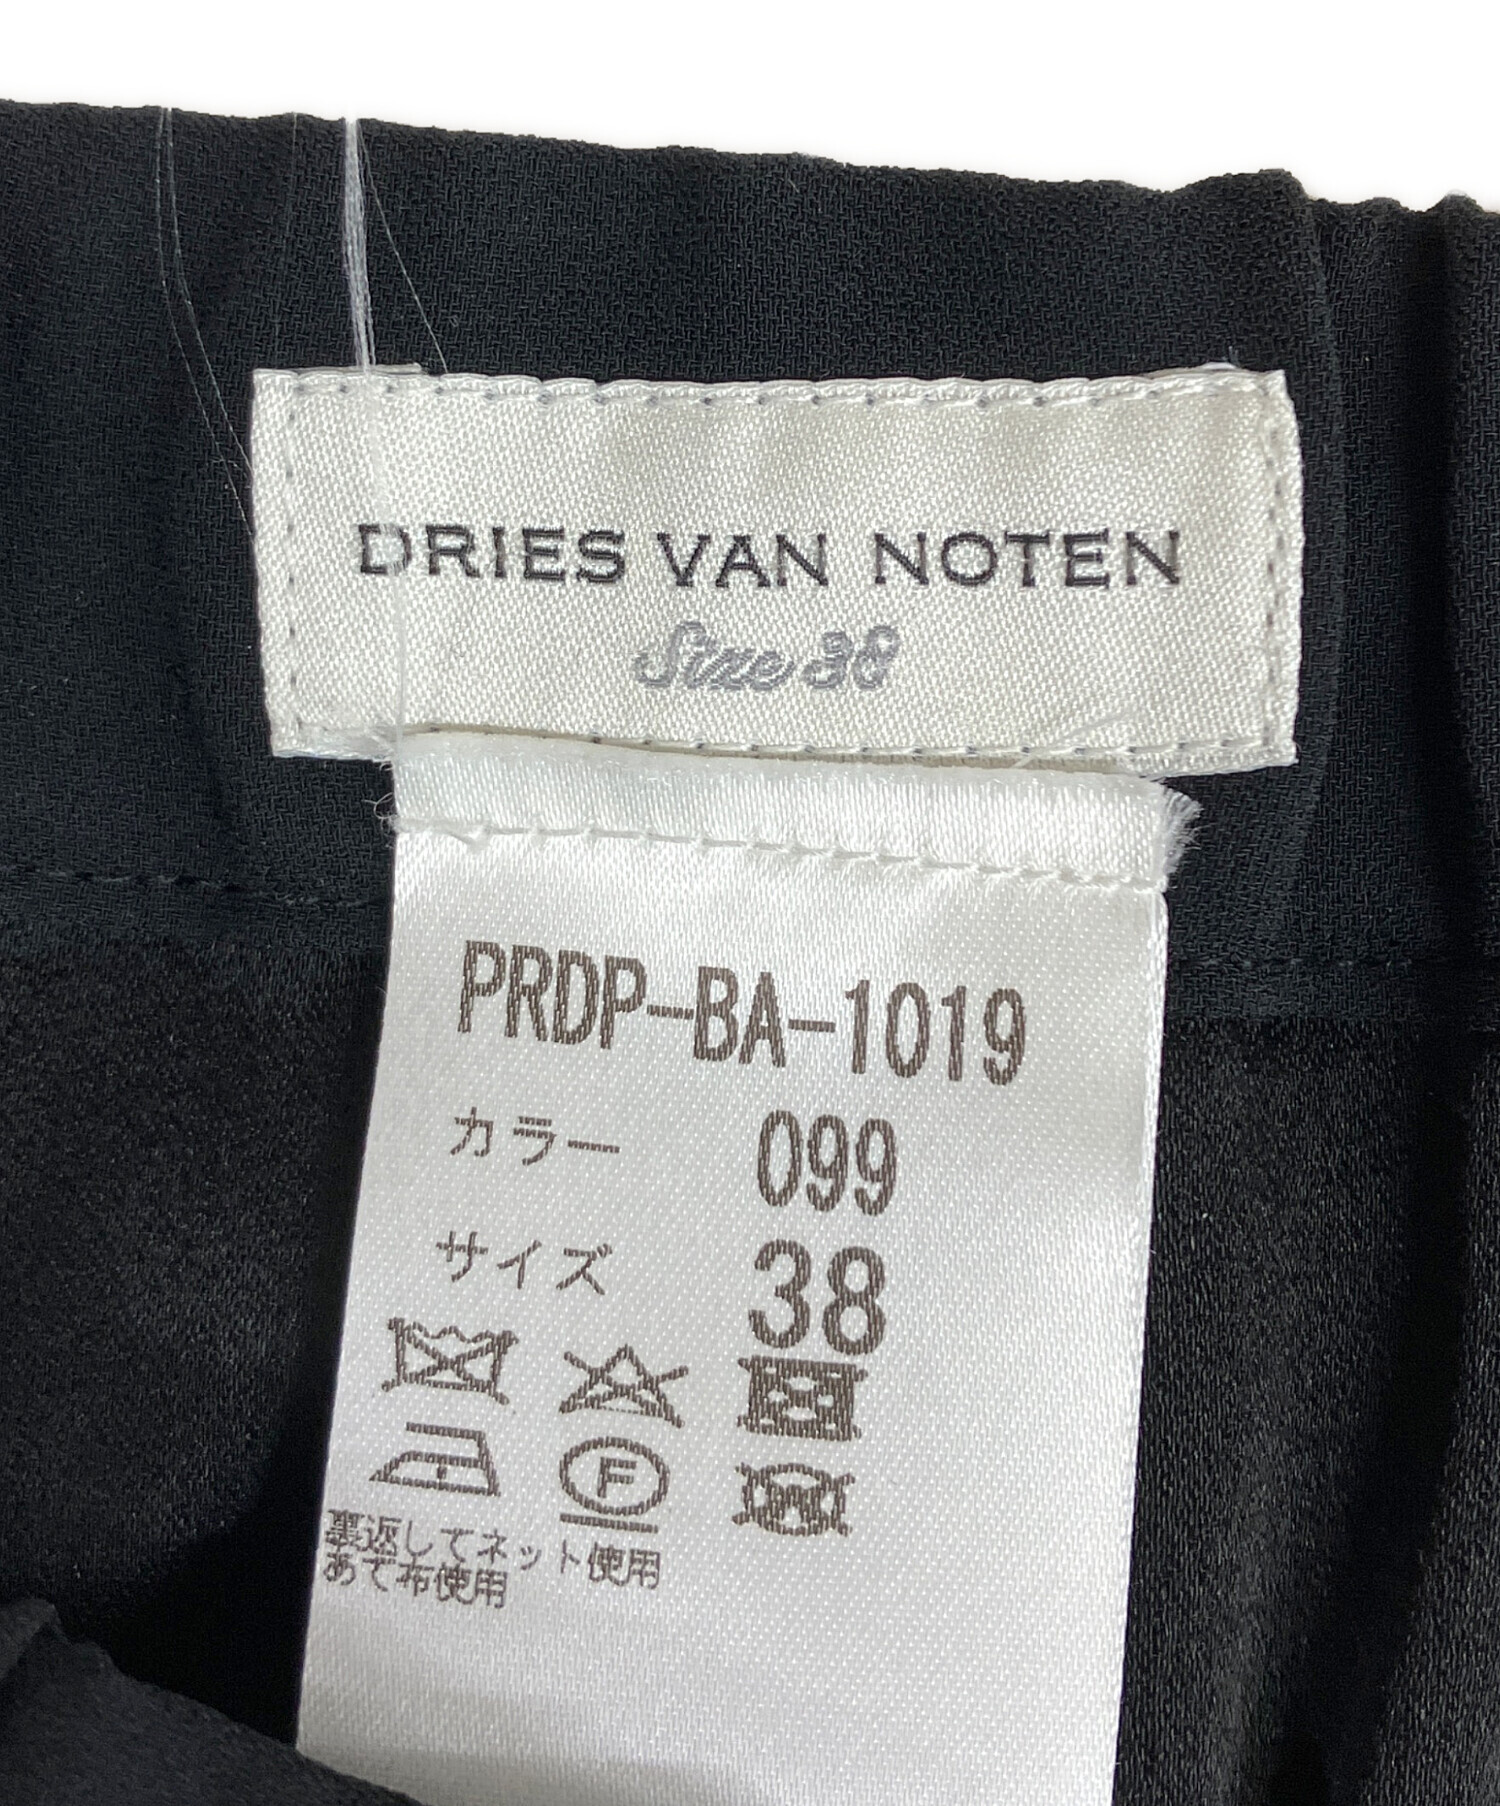 DRIES VAN NOTEN
Size 38
PRDP-BA-1019
カラー 099
サイズ 38
F
裏返してネット使用
あて布使用